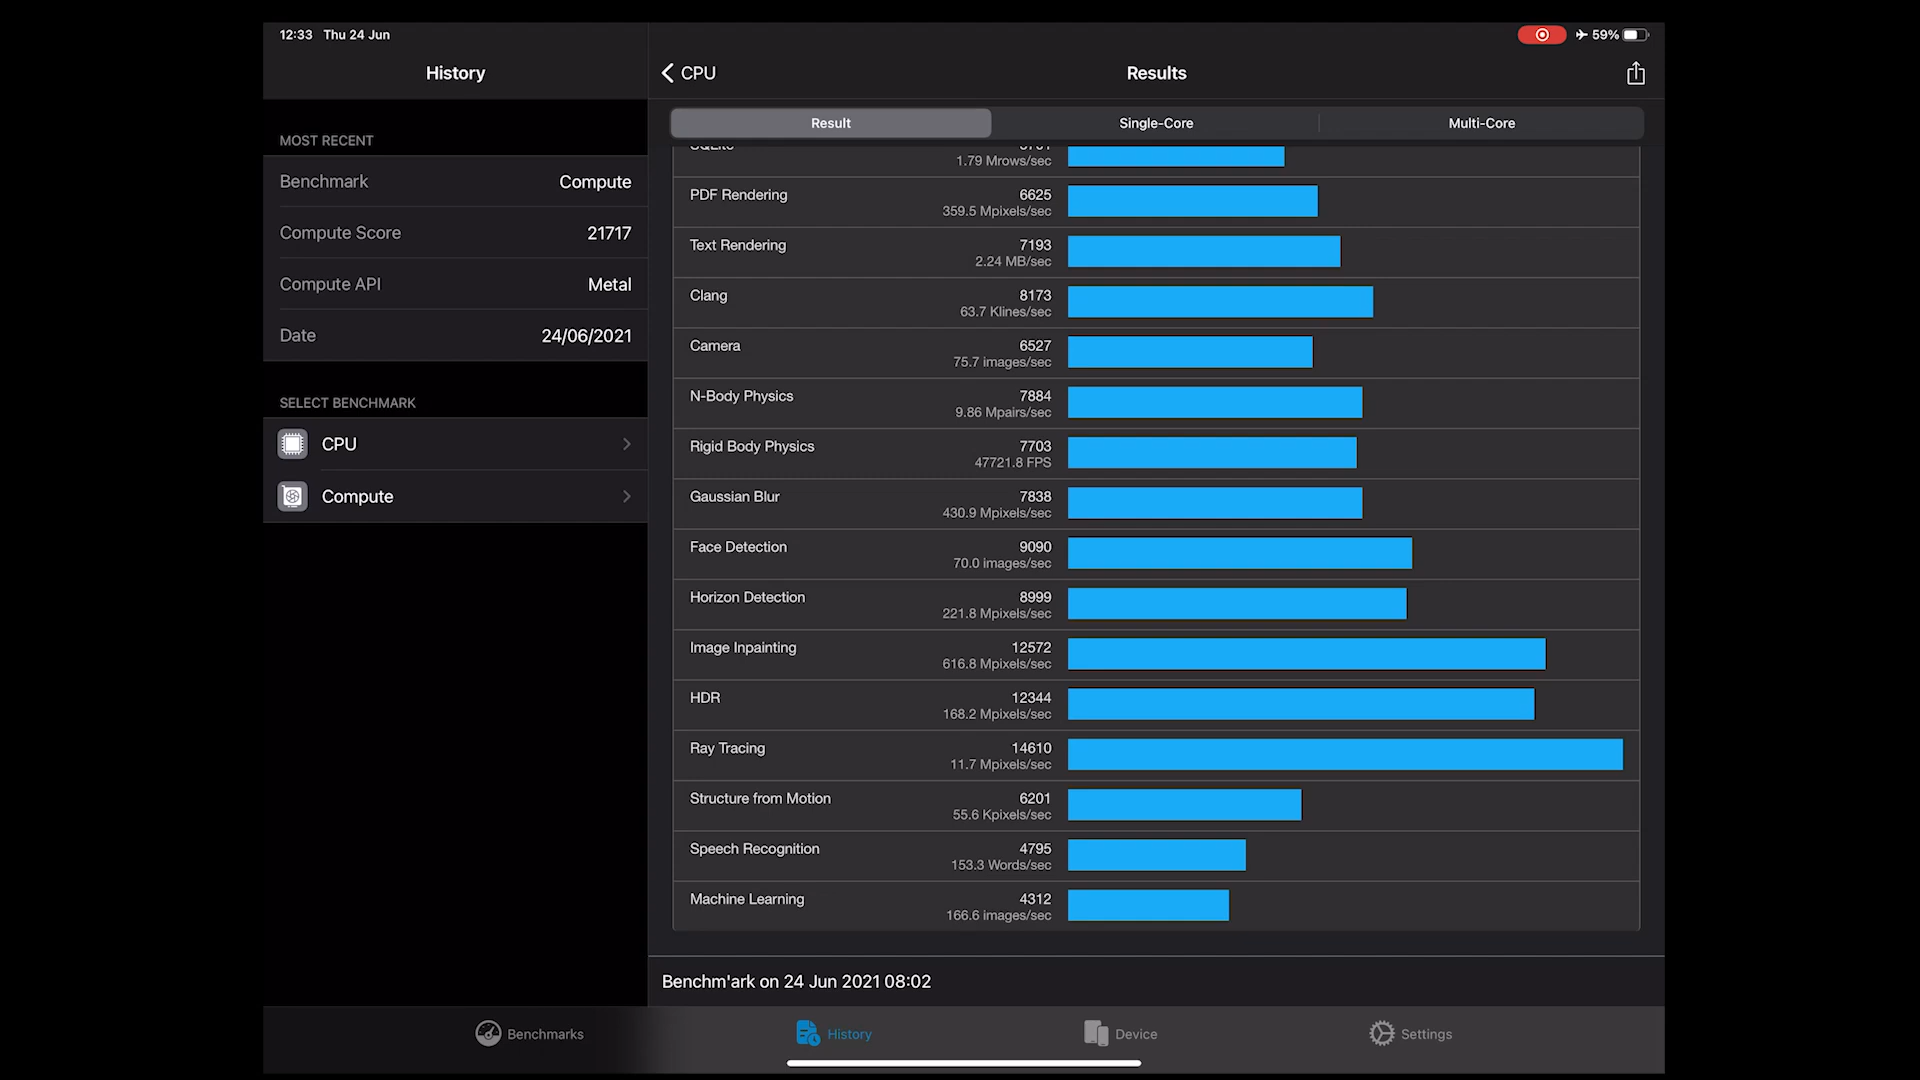 12:33 Thu 24 Jun
59%
History
CPU
Results
Result
Single-Core
Multi-Core
MOST RECENT
Benchmark Compute
Compute Score 21717
Compute API Metal
Date 24/06/2021
SELECT BENCHMARK
CPU
Compute
SQLite
1.79 Mrows/sec
PDF Rendering 6625
359.5 Mpixels/sec
Text Rendering 7193
2.24 MB/sec
Clang 8173
63.7 Klines/sec
Camera 6527
75.7 images/sec
N-Body Physics 7884
9.86 Mpairs/sec
Rigid Body Physics 7703
47721.8 FPS
Gaussian Blur 7838
430.9 Mpixels/sec
Face Detection 9090
70.0 images/sec
Horizon Detection 8999
221.8 Mpixels/sec
Image Inpainting 12572
616.8 Mpixels/sec
HDR 12344
168.2 Mpixels/sec
Ray Tracing 14610
11.7 Mpixels/sec
Structure from Motion 6201
55.6 Kpixels/sec
Speech Recognition 4795
153.3 Words/sec
Machine Learning 4312
166.6 images/sec
Benchm'ark on 24 Jun 2021 08:02
Benchmarks
History
Device
Settings